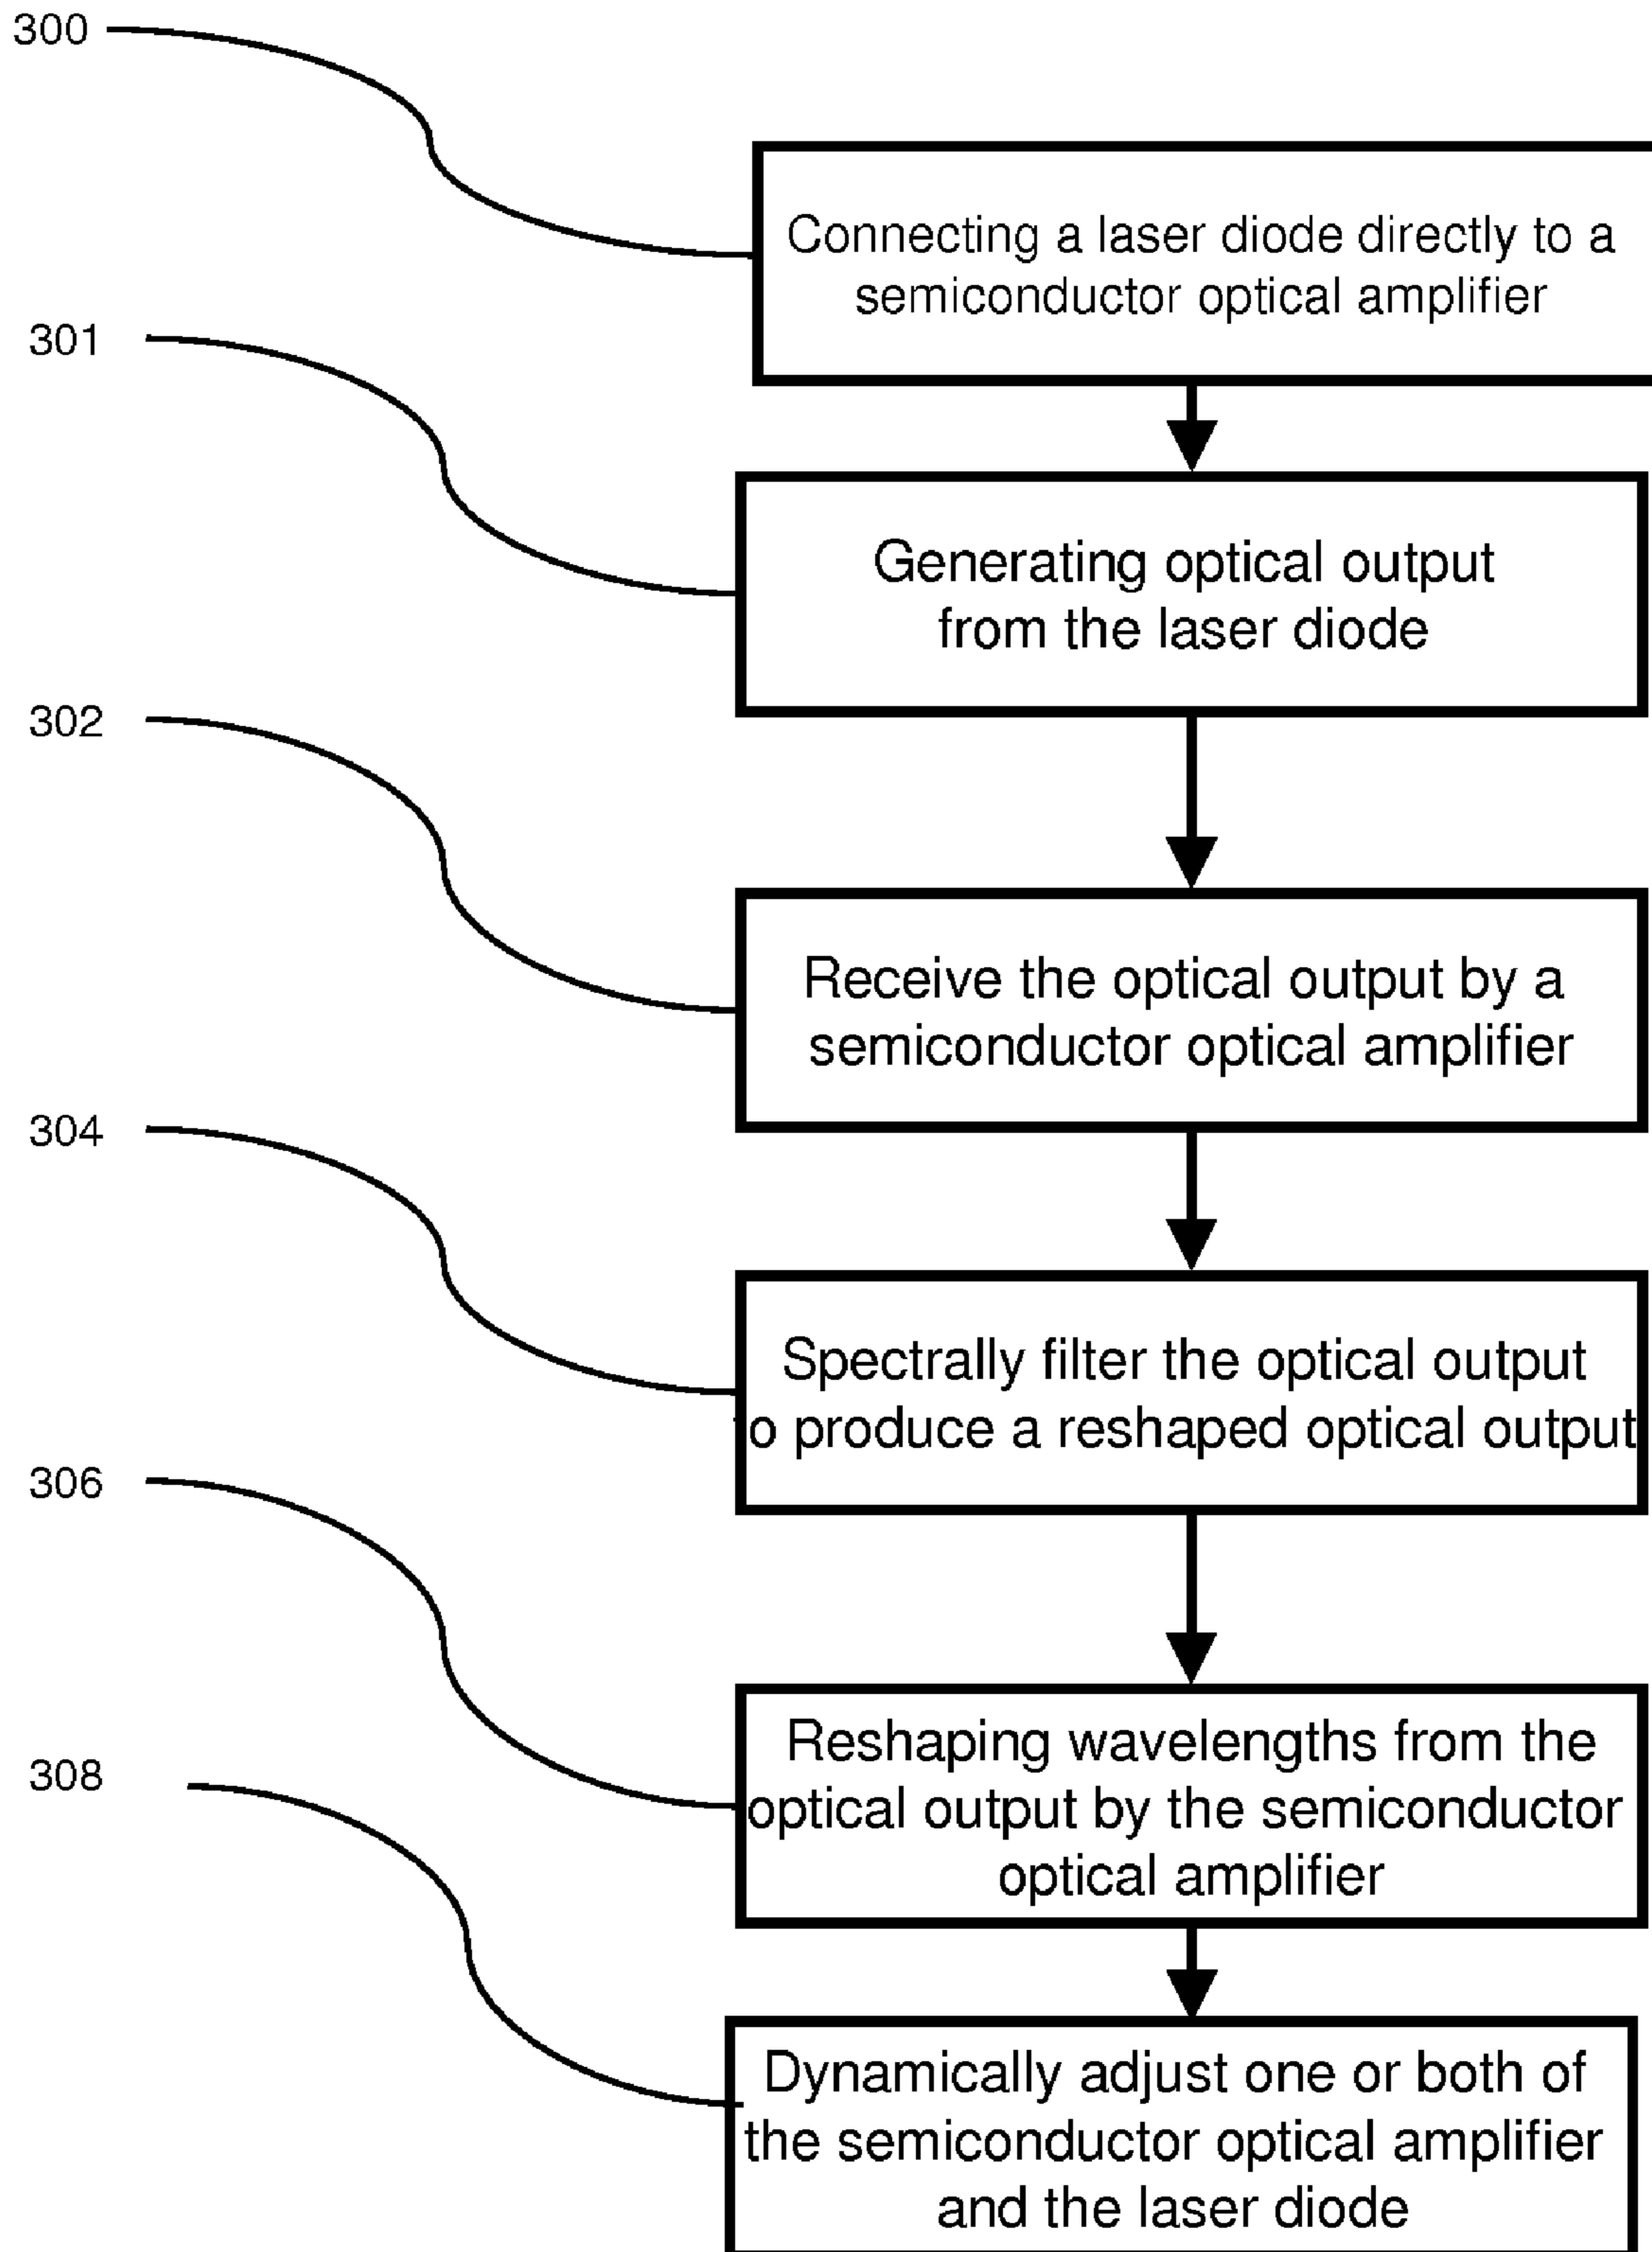 300
Connecting a laser diode directly to a
semiconductor optical amplifier
301
Generating optical output
from the laser diode
302
Receive the optical output by a
semiconductor optical amplifier
304
Spectrally filter the optical output
o produce a reshaped optical output
306
Reshaping wavelengths from the
optical output by the semiconductor
optical amplifier
308
Dynamically adjust one or both of
the semiconductor optical amplifier
and the laser diode